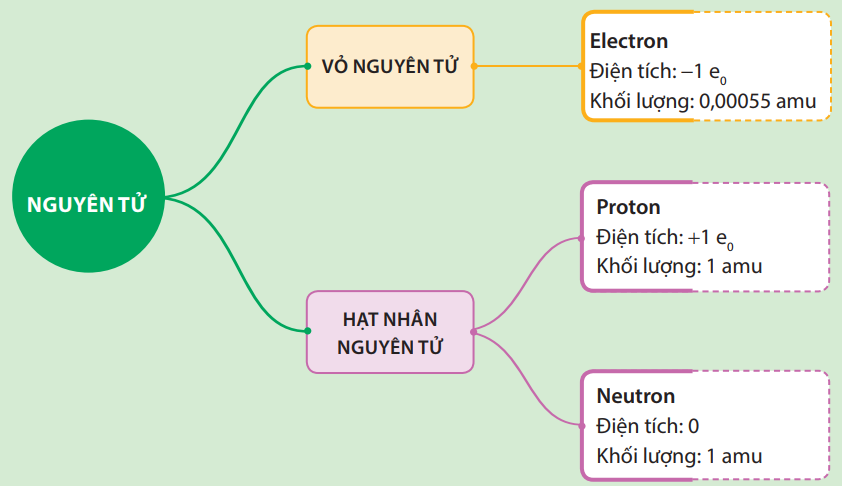 NGUYÊN TỬ
VỎ NGUYÊN TỬ
Electron
Điện tích: −1 e₀
Khối lượng: 0,00055 amu
HẠT NHÂN
NGUYÊN TỬ
Proton
Điện tích: +1 e₀
Khối lượng: 1 amu
Neutron
Điện tích: 0
Khối lượng: 1 amu